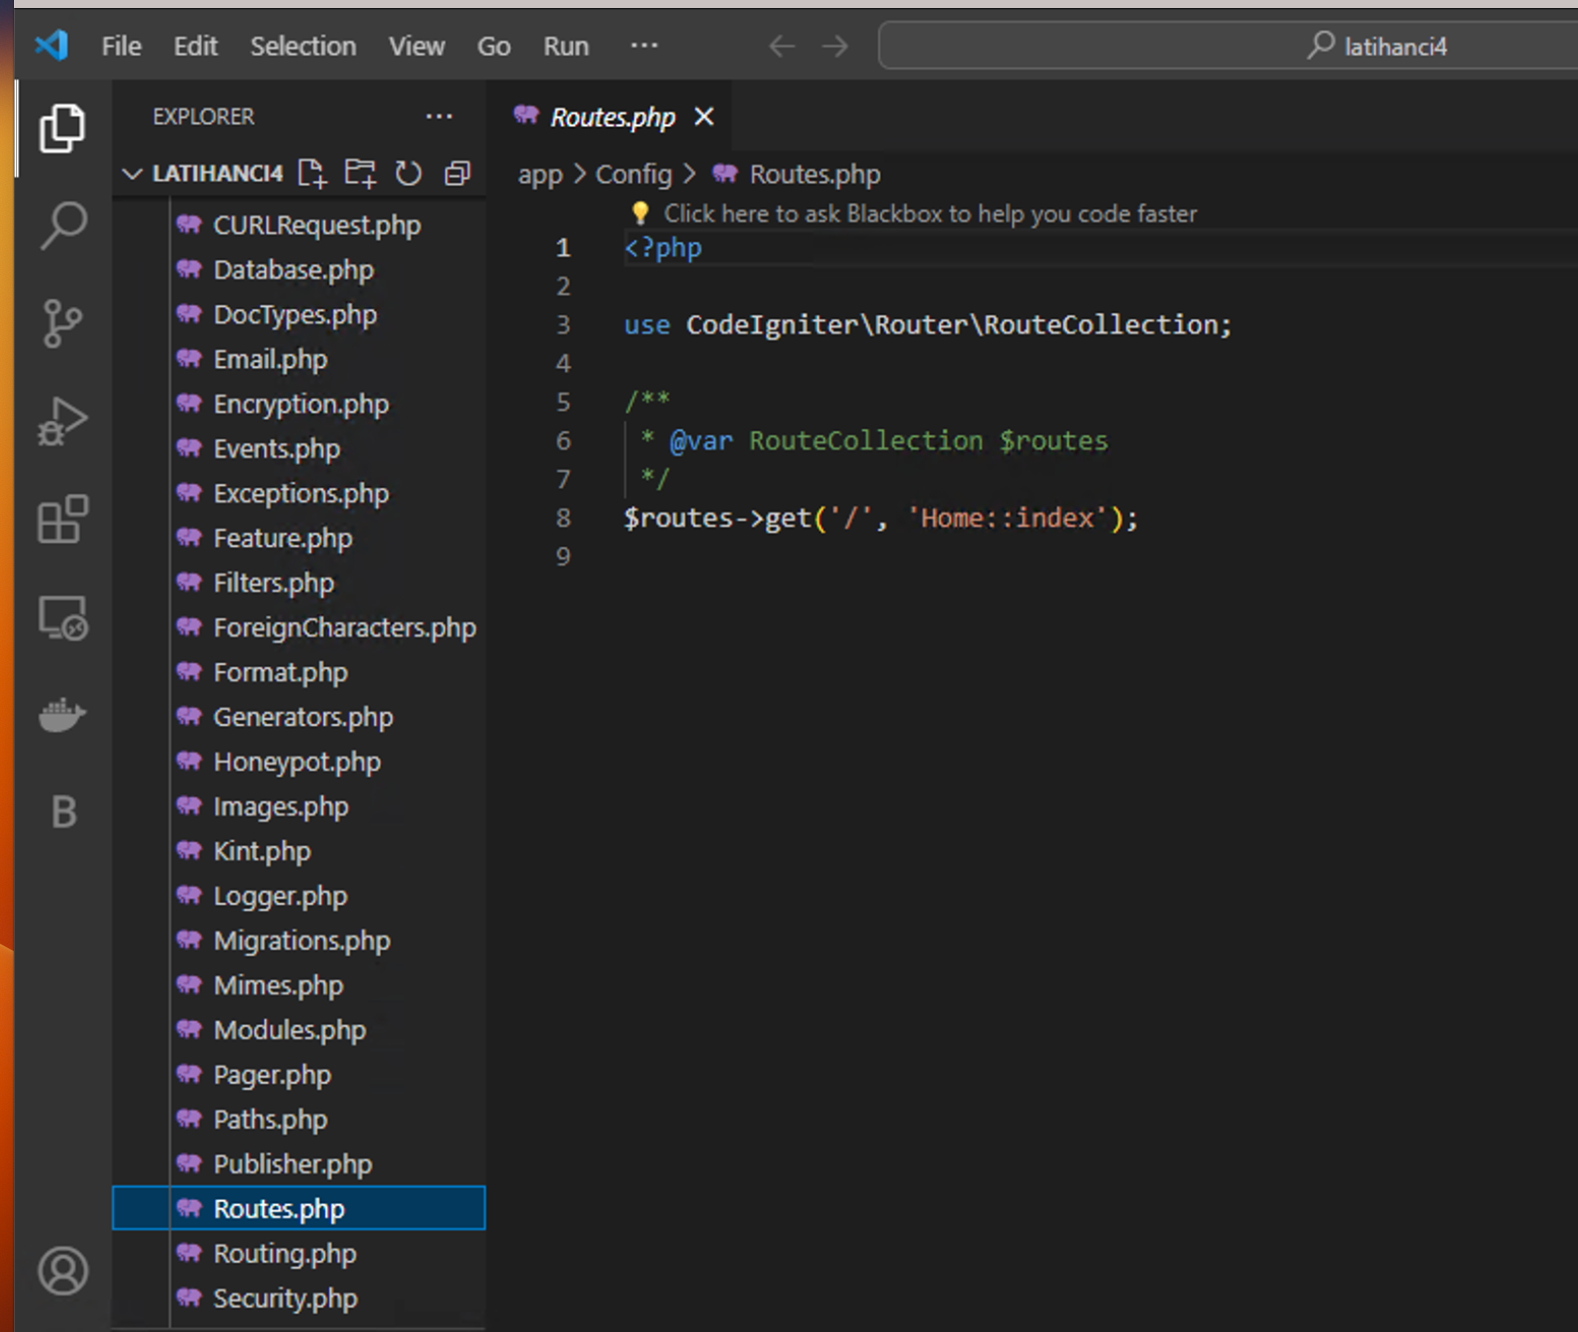 File Edit Selection View Go Run ···
latihanci4
EXPLORER ···
LATIHANCI4
CURLRequest.php
Database.php
DocTypes.php
Email.php
Encryption.php
Events.php
Exceptions.php
Feature.php
Filters.php
ForeignCharacters.php
Format.php
Generators.php
Honeypot.php
Images.php
Kint.php
Logger.php
Migrations.php
Mimes.php
Modules.php
Pager.php
Paths.php
Publisher.php
Routes.php
Routing.php
Security.php
B
Routes.php
app > Config > Routes.php
Click here to ask Blackbox to help you code faster
1 <?php
2
3 use CodeIgniter\Router\RouteCollection;
4
5 /**
6 * @var RouteCollection $routes
7 */
8 $routes->get('/', 'Home::index');
9